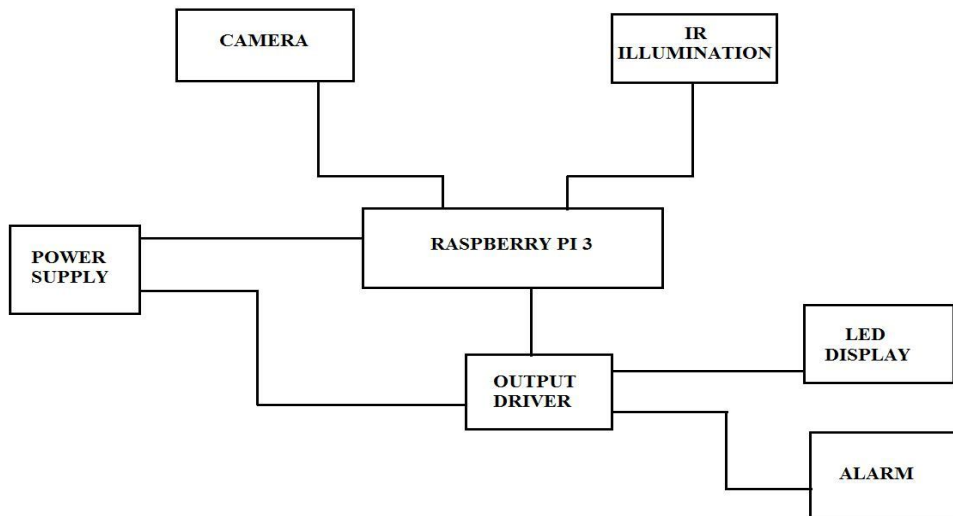 CAMERA
IR
ILLUMINATION
RASPBERRY PI 3
POWER
SUPPLY
LED
DISPLAY
OUTPUT
DRIVER
ALARM